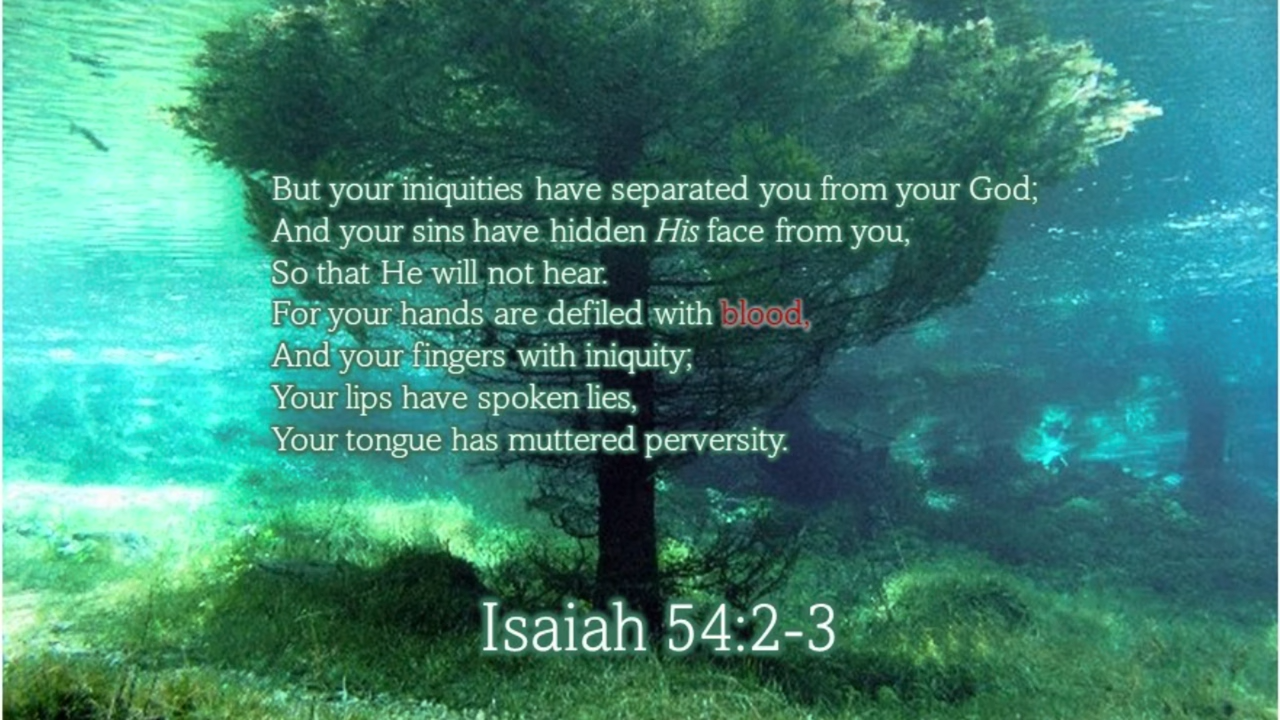 But your iniquities have separated you from your God;
And your sins have hidden His face from you,
So that He will not hear.
For your hands are defiled with blood,
And your fingers with iniquity;
Your lips have spoken lies,
Your tongue has muttered perversity.
Isaiah 54:2-3